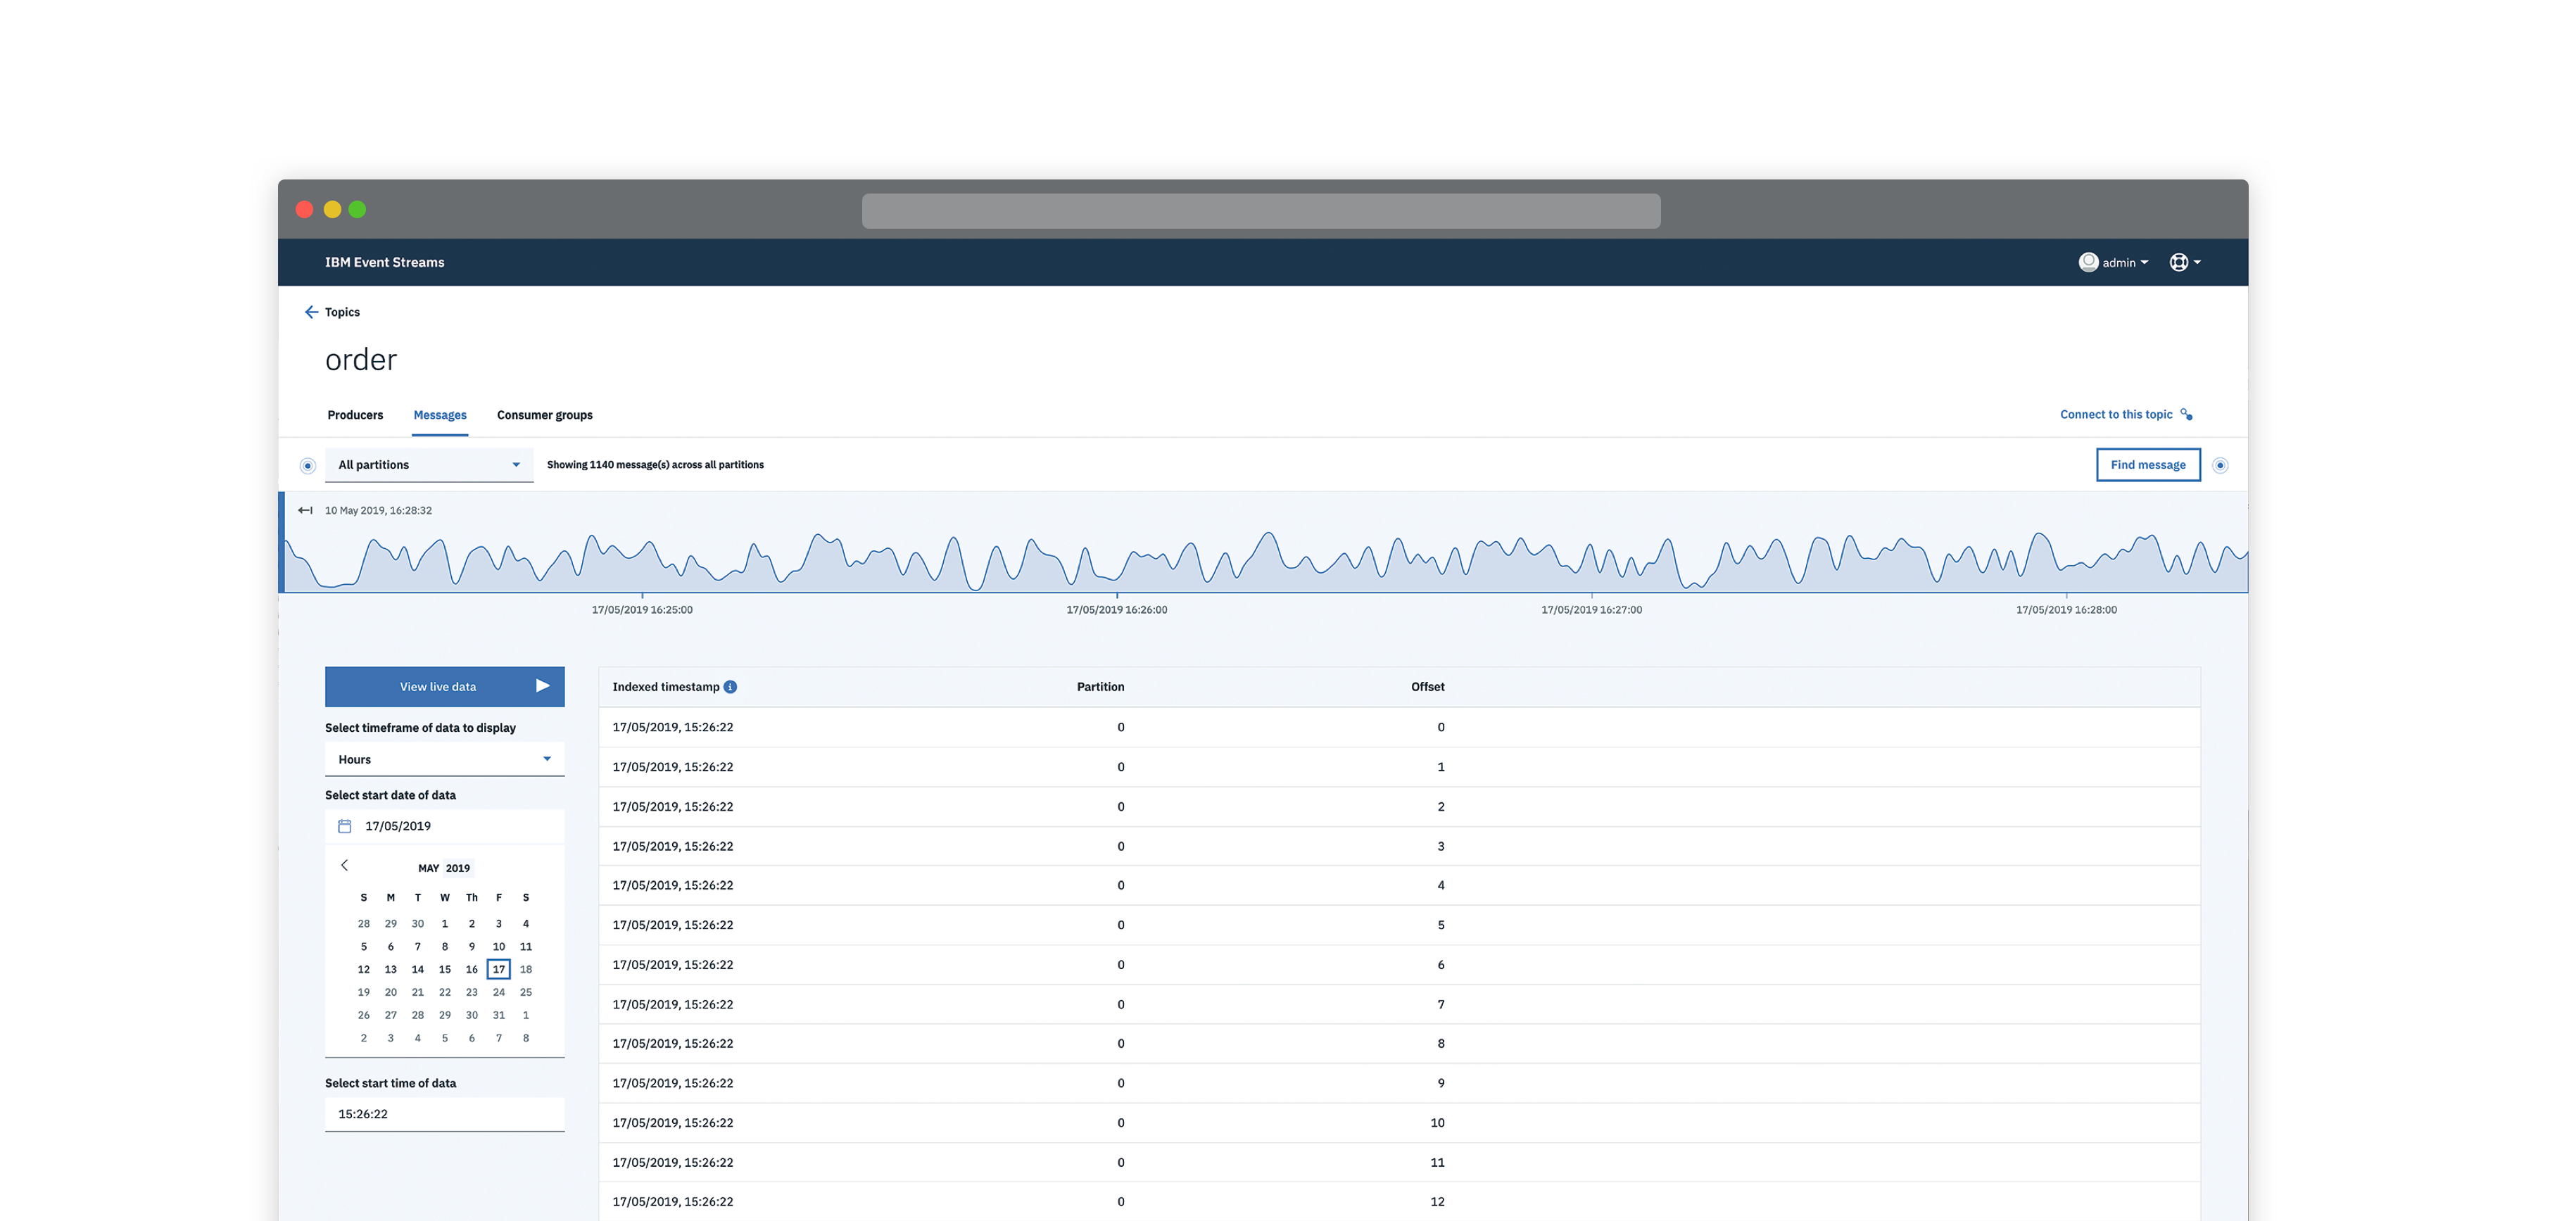 IBM Event Streams
admin
Topics
order
Producers Messages Consumer groups
Connect to this topic
All partitions
Showing 1140 message(s) across all partitions
Find message
10 May 2019, 16:28:32
17/05/2019 16:25:00 17/05/2019 16:26:00 17/05/2019 16:27:00 17/05/2019 16:28:00
View live data
Select timeframe of data to display
Hours
Select start date of data
17/05/2019
MAY 2019
S M T W Th F S
28 29 30 1 2 3 4
5 6 7 8 9 10 11
12 13 14 15 16 17 18
19 20 21 22 23 24 25
26 27 28 29 30 31 1
2 3 4 5 6 7 8
Select start time of data
15:26:22
Indexed timestamp i Partition Offset
17/05/2019, 15:26:22 0 0
17/05/2019, 15:26:22 0 1
17/05/2019, 15:26:22 0 2
17/05/2019, 15:26:22 0 3
17/05/2019, 15:26:22 0 4
17/05/2019, 15:26:22 0 5
17/05/2019, 15:26:22 0 6
17/05/2019, 15:26:22 0 7
17/05/2019, 15:26:22 0 8
17/05/2019, 15:26:22 0 9
17/05/2019, 15:26:22 0 10
17/05/2019, 15:26:22 0 11
17/05/2019, 15:26:22 0 12